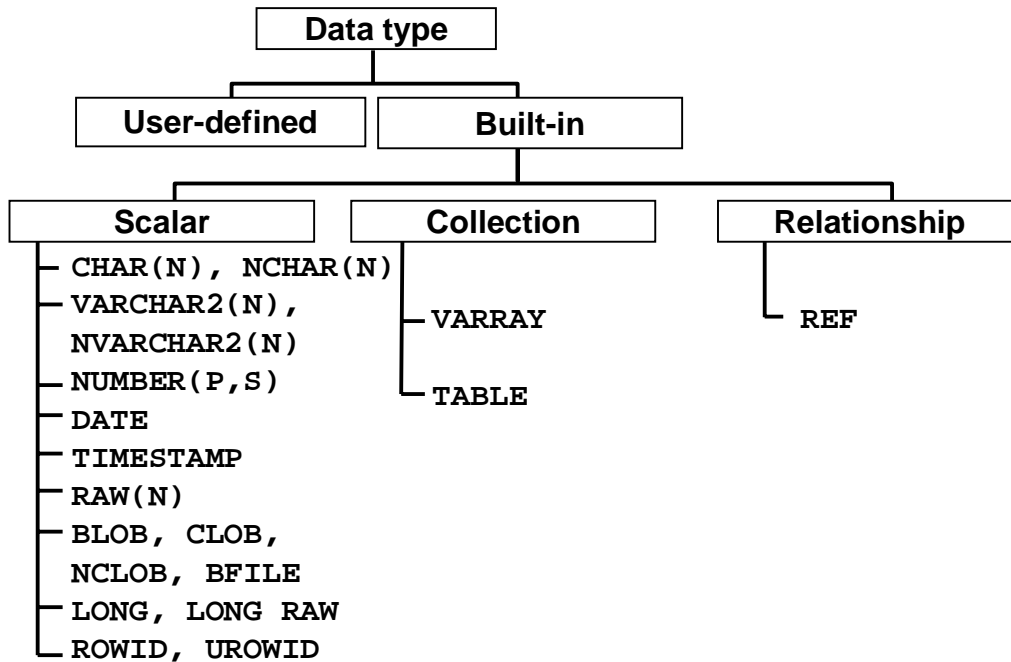 Data type
User-defined
Built-in
Scalar
Collection
Relationship
CHAR(N), NCHAR(N)
VARCHAR2(N),
NVARCHAR2(N)
NUMBER(P,S)
DATE
TIMESTAMP
RAW(N)
BLOB, CLOB,
NCLOB, BFILE
LONG, LONG RAW
ROWID, UROWID
VARRAY
TABLE
REF